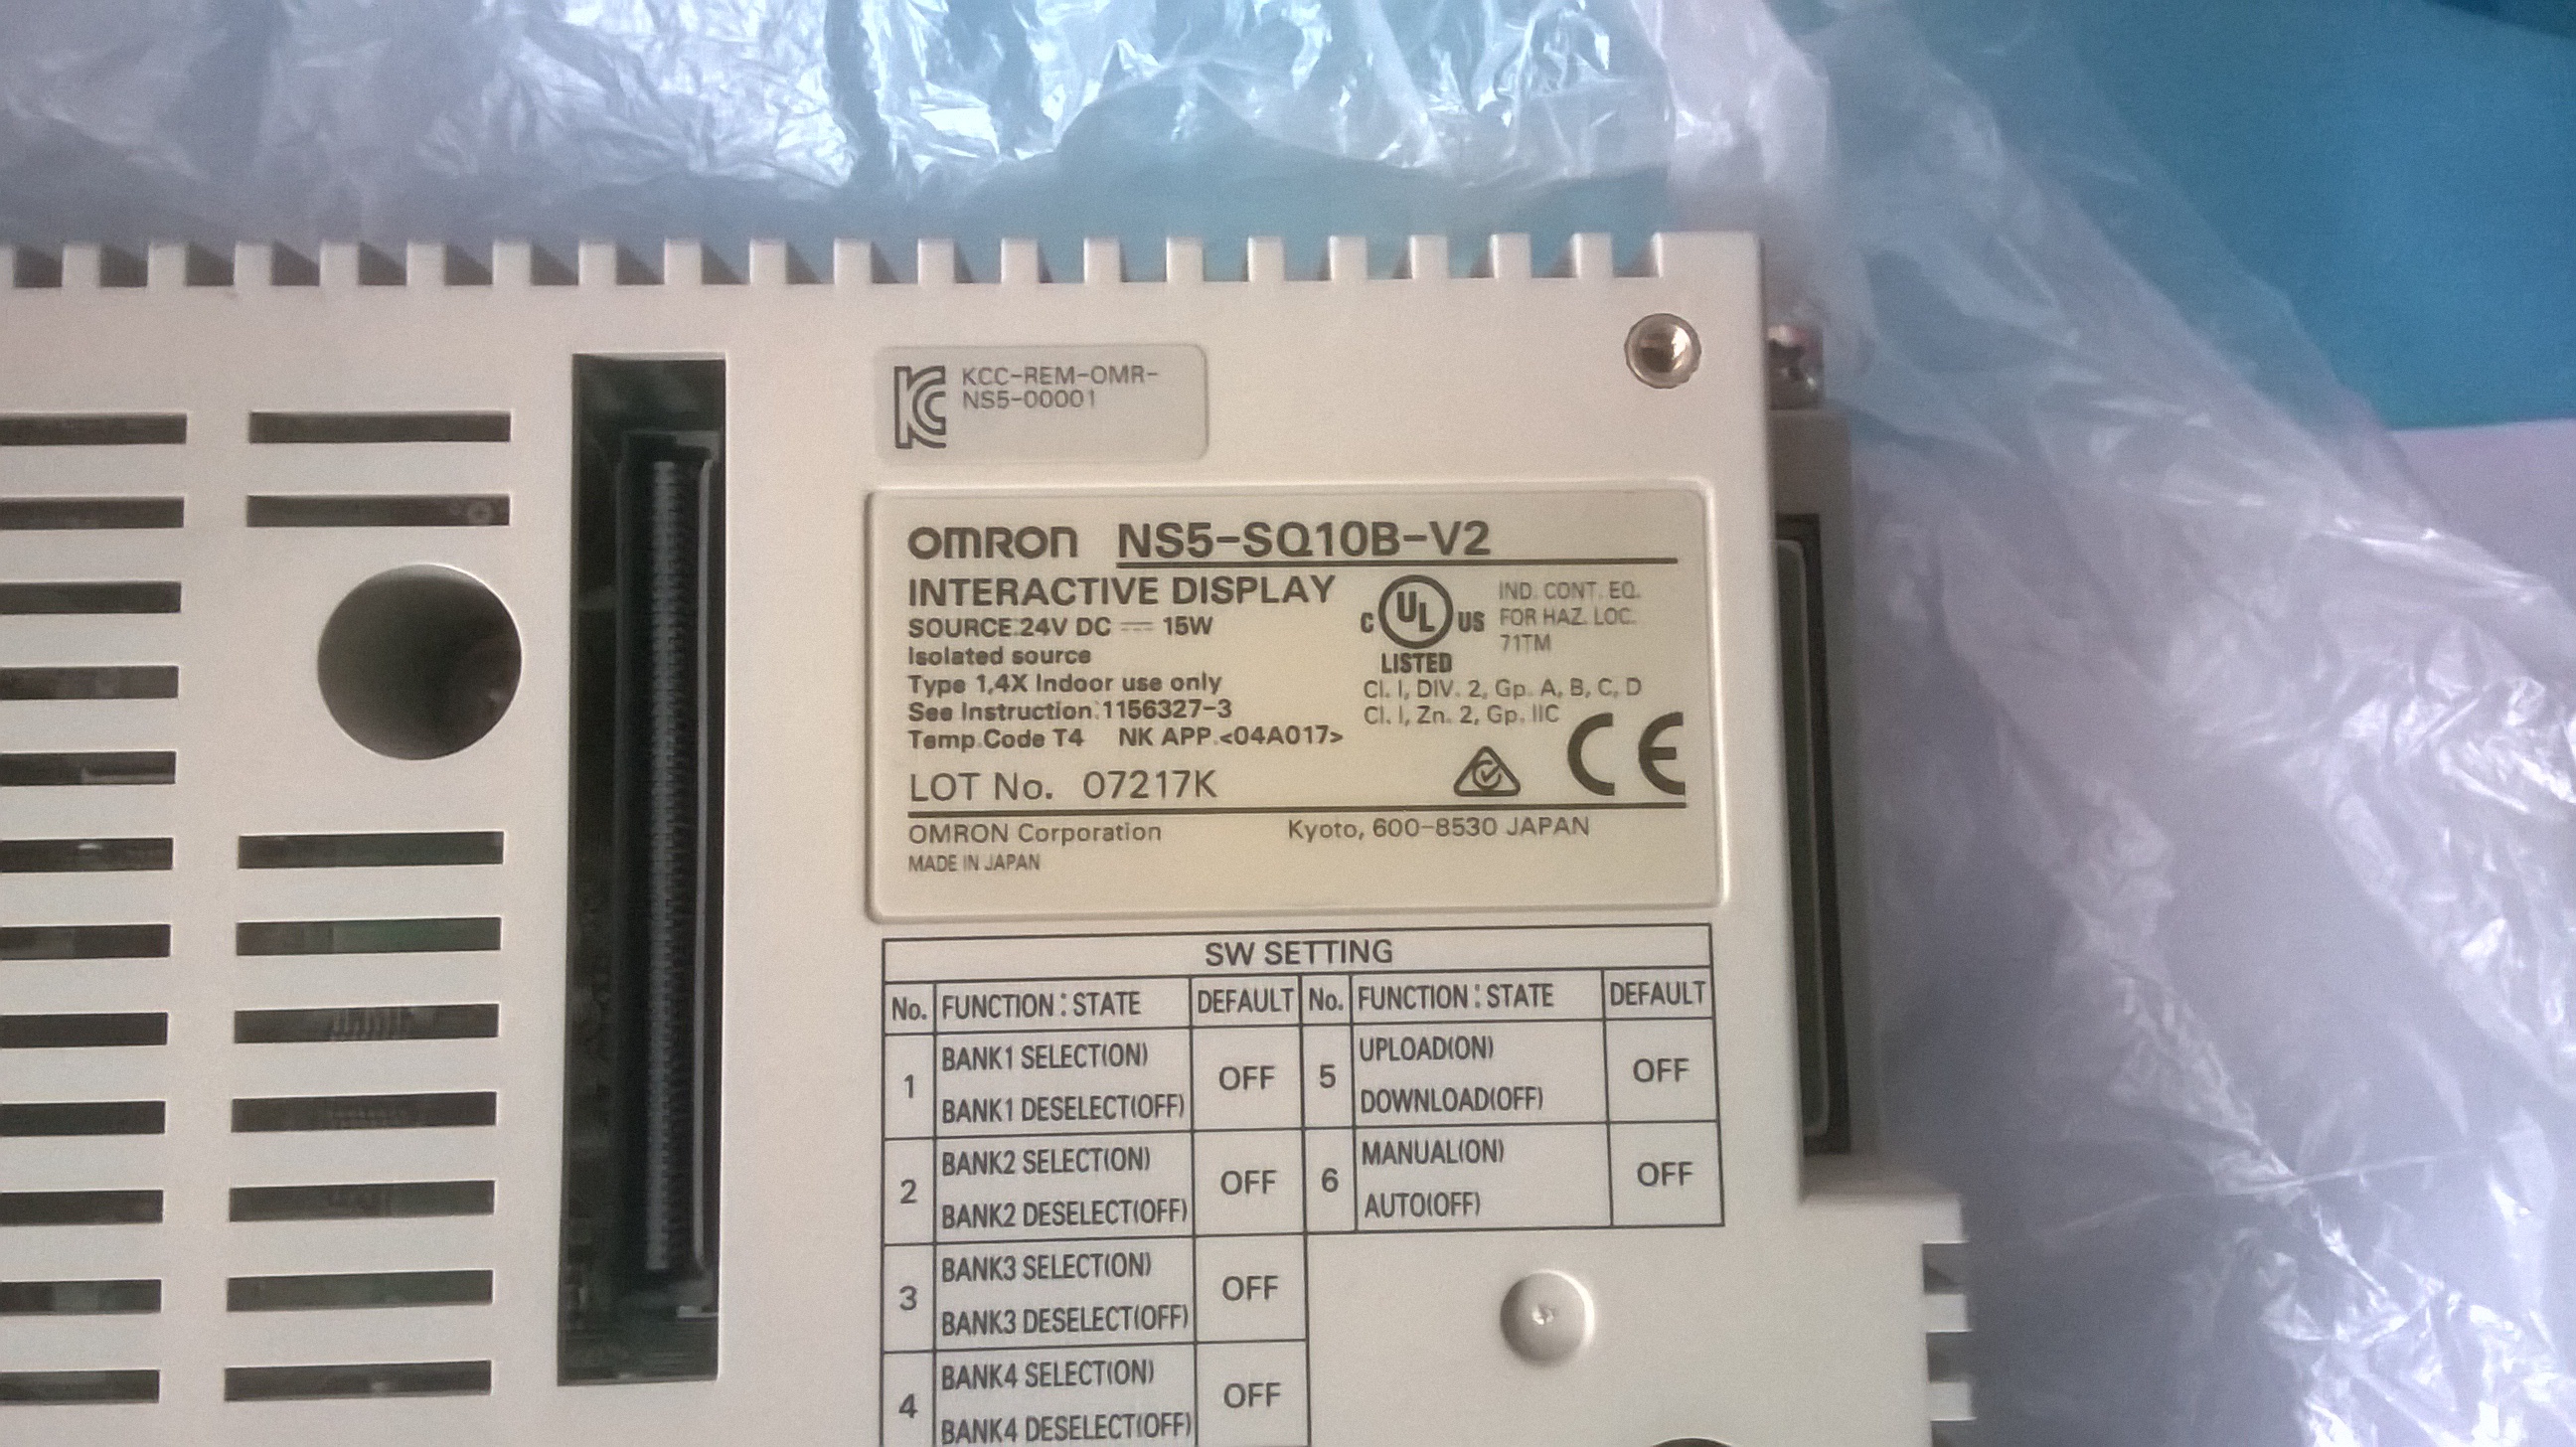 KCC-REM-OMR-
NS5-00001
OMRON NS5-SQ10B-V2
INTERACTIVE DISPLAY
SOURCE:24V DC 15W
Isolated source
Type 1,4X Indoor use only
See Instruction:1156327-3
Temp.Code T4 NK APP.<04A017>
C UL US
LISTED
IND. CONT. EQ.
FOR HAZ. LOC.
71TM
Cl. I, DIV. 2, Gp. A, B, C, D
Cl. I, Zn. 2, Gp. IIC
CE
LOT No. 07217K
OMRON Corporation Kyoto, 600-8530 JAPAN
MADE IN JAPAN
SW SETTING
No. FUNCTION : STATE DEFAULT No. FUNCTION : STATE DEFAULT
1 BANK1 SELECT(ON)
BANK1 DESELECT(OFF) OFF
5 UPLOAD(ON)
DOWNLOAD(OFF) OFF
2 BANK2 SELECT(ON)
BANK2 DESELECT(OFF) OFF
6 MANUAL(ON)
AUTO(OFF) OFF
3 BANK3 SELECT(ON)
BANK3 DESELECT(OFF) OFF
4 BANK4 SELECT(ON)
BANK4 DESELECT(OFF) OFF